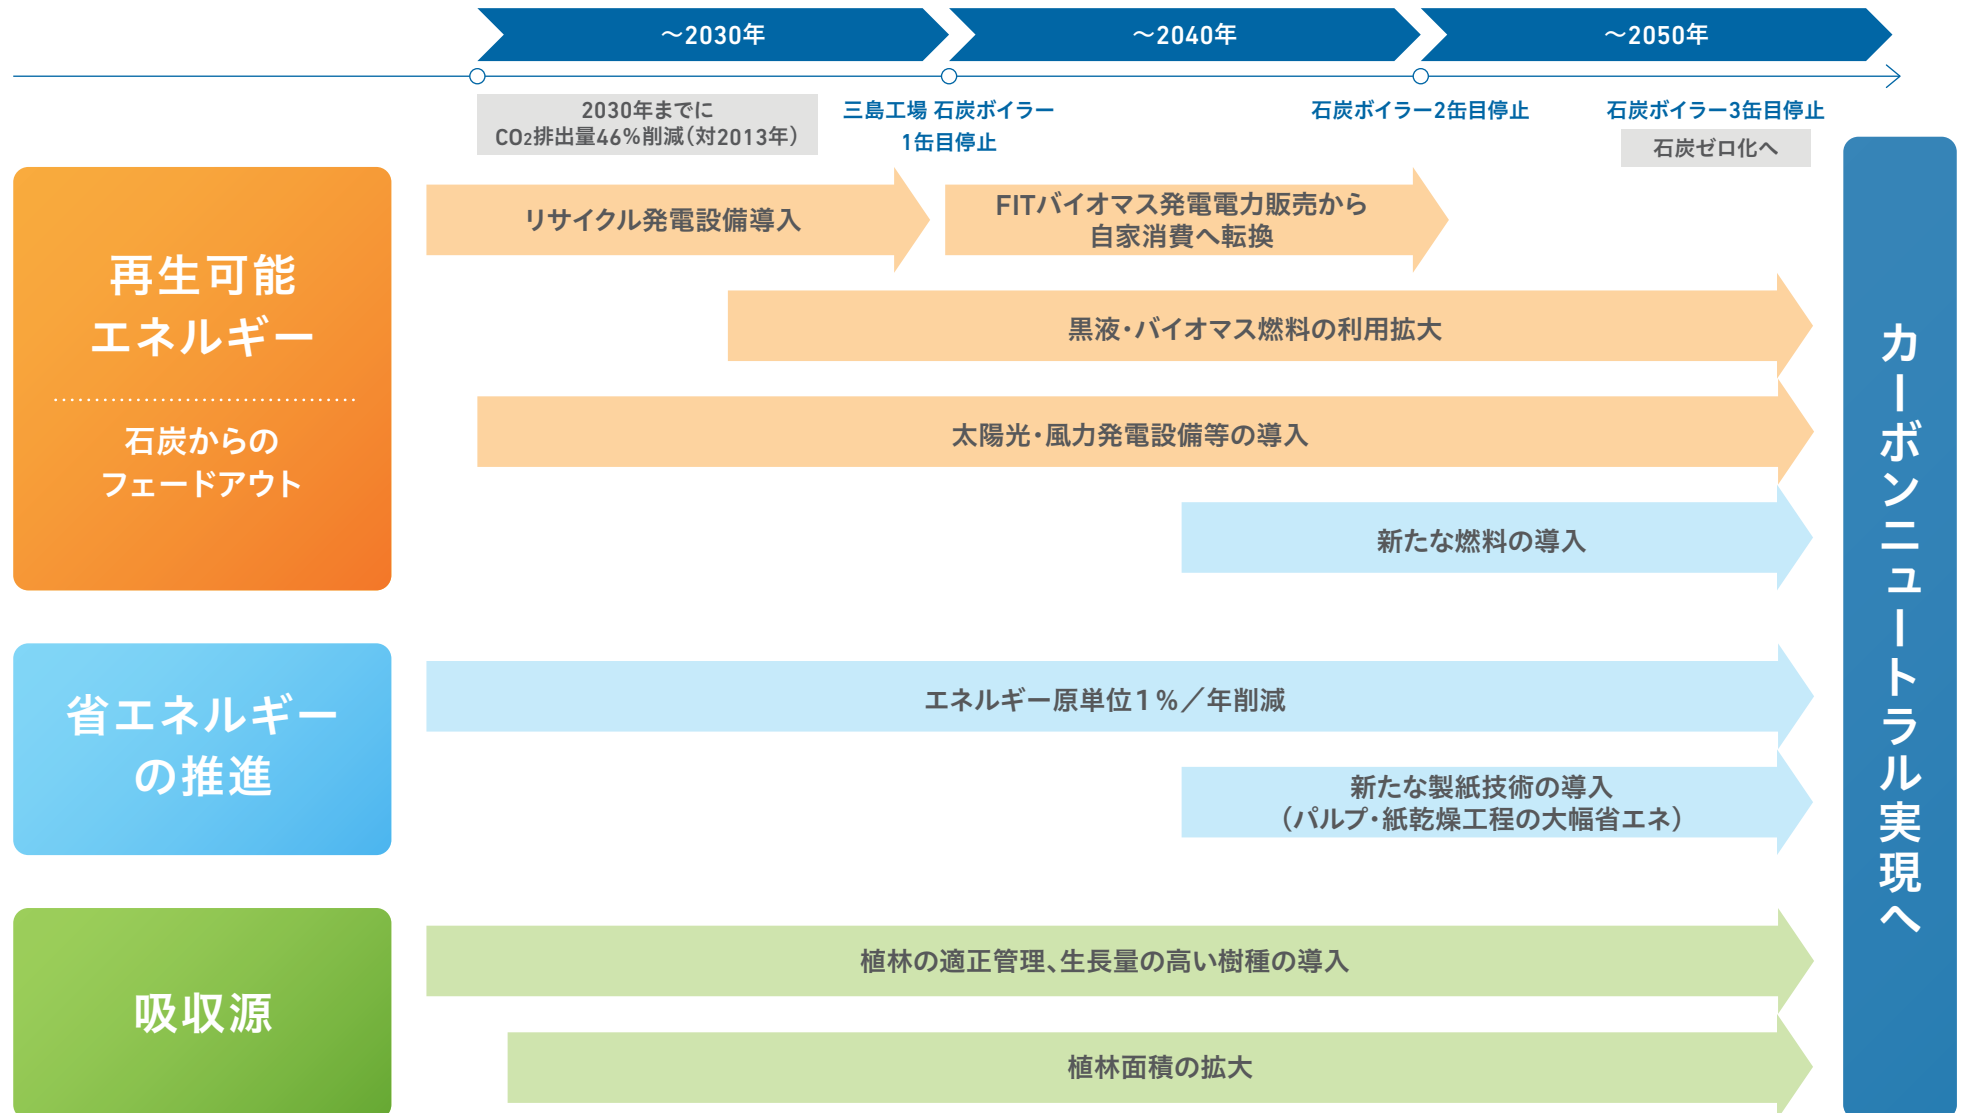 ～2030年
～2040年
～2050年
2030年までに
CO2排出量46%削減（対2013年）
三島工場 石炭ボイラー
1缶目停止
石炭ボイラー2缶目停止
石炭ボイラー3缶目停止
石炭ゼロ化へ
再生可能
エネルギー
石炭からの
フェードアウト
リサイクル発電設備導入
FITバイオマス発電電力販売から
自家消費へ転換
黒液・バイオマス燃料の利用拡大
太陽光・風力発電設備等の導入
新たな燃料の導入
省エネルギー
の推進
エネルギー原単位1％／年削減
新たな製紙技術の導入
（パルプ・紙乾燥工程の大幅省エネ）
吸収源
植林の適正管理、生長量の高い樹種の導入
植林面積の拡大
カーボンニュートラル実現へ